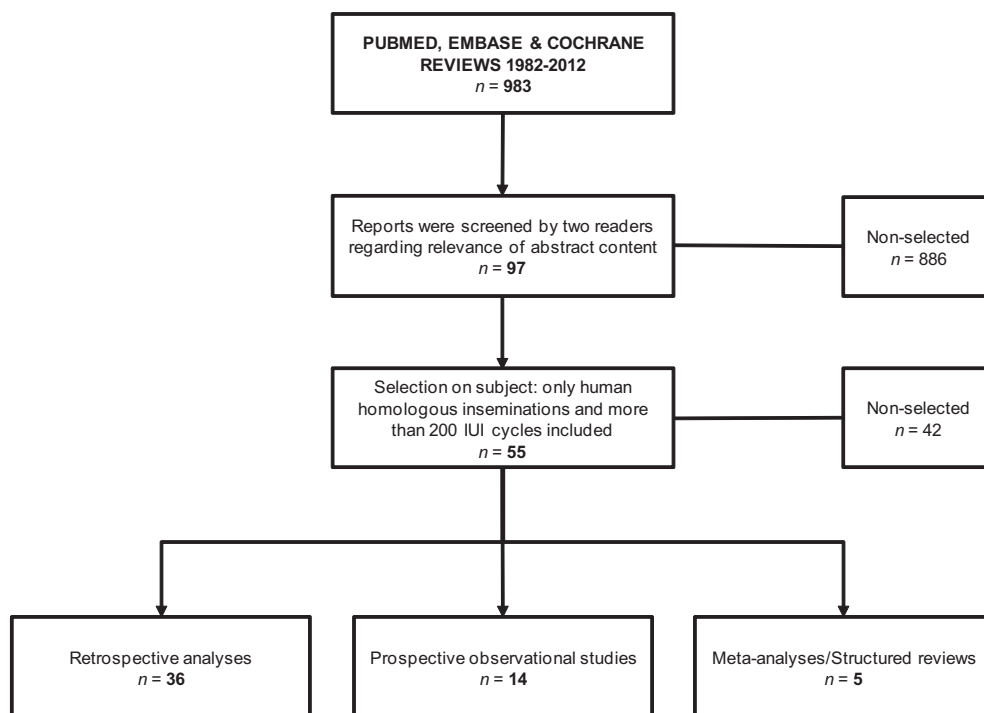 PUBMED, EMBASE & COCHRANE
REVIEWS 1982-2012
n = 983
Reports were screened by two readers
regarding relevance of abstract content
n = 97
Non-selected
n = 886
Selection on subject: only human
homologous inseminations and more
than 200 IUI cycles included
n = 55
Non-selected
n = 42
Retrospective analyses
n = 36
Prospective observational studies
n = 14
Meta-analyses/Structured reviews
n = 5